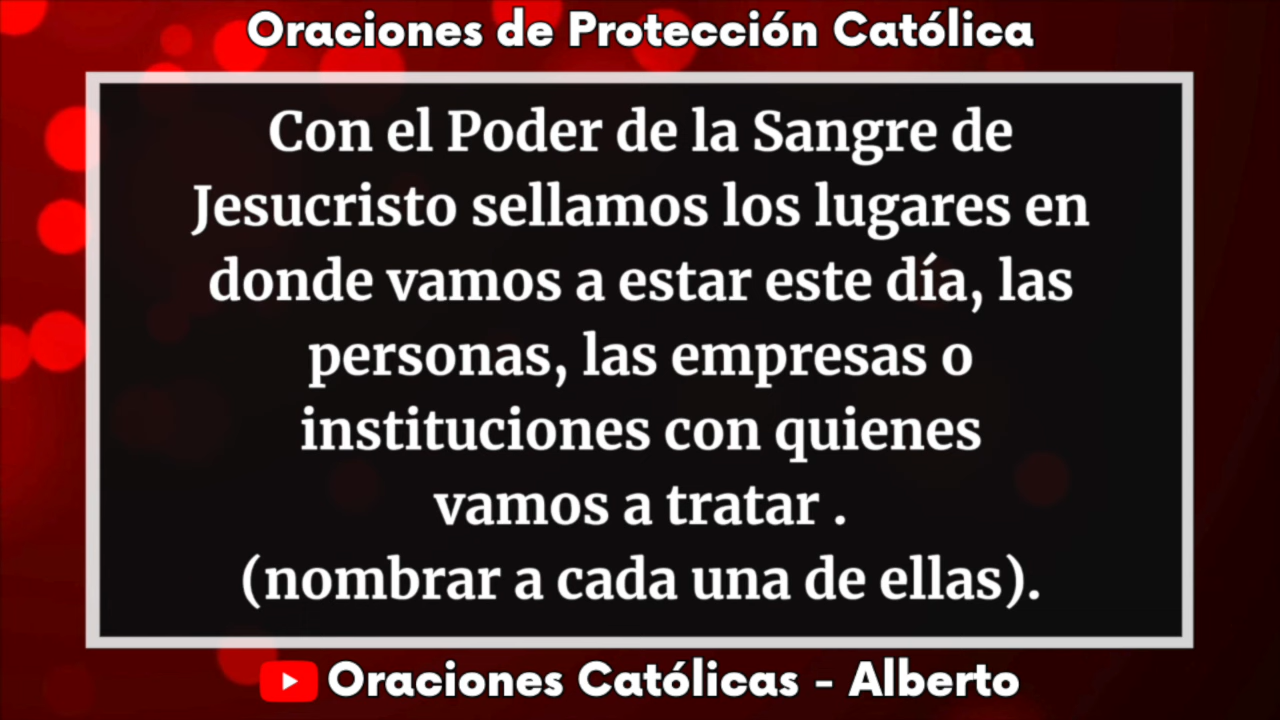 Oraciones de Protección Católica
Con el Poder de la Sangre de
Jesucristo sellamos los lugares en
donde vamos a estar este día, las
personas, las empresas o
instituciones con quienes
vamos a tratar .
(nombrar a cada una de ellas).
Oraciones Católicas - Alberto